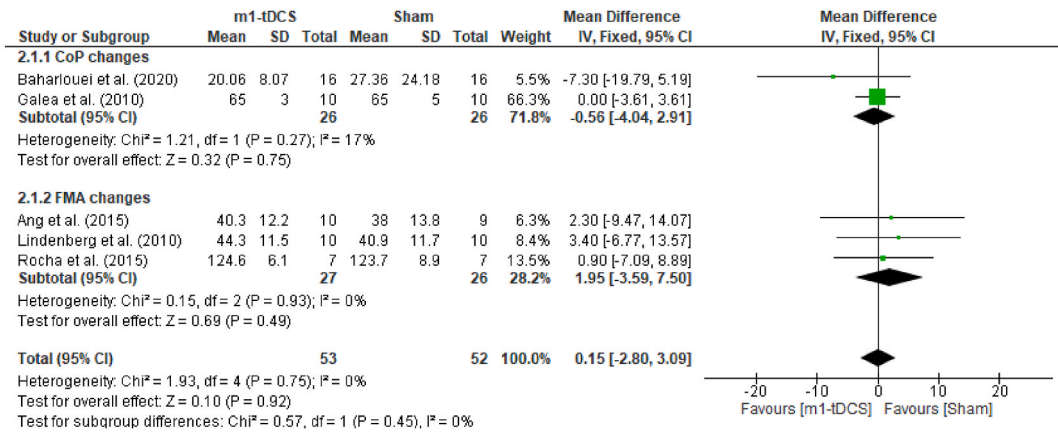 m1-tDCS Sham Mean Difference Mean Difference
Study or Subgroup Mean SD Total Mean SD Total Weight IV, Fixed, 95% CI IV, Fixed, 95% CI
2.1.1 CoP changes
Baharlouei et al. (2020) 20.06 8.07 16 27.36 24.18 16 5.5% -7.30 [-19.79, 5.19]
Galea et al. (2010) 65 3 10 65 5 10 66.3% 0.00 [-3.61, 3.61]
Subtotal (95% CI) 26 26 71.8% -0.56 [-4.04, 2.91]
Heterogeneity: Chi² = 1.21, df = 1 (P = 0.27); I² = 17%
Test for overall effect: Z = 0.32 (P = 0.75)
2.1.2 FMA changes
Ang et al. (2015) 40.3 12.2 10 38 13.8 9 6.3% 2.30 [-9.47, 14.07]
Lindenberg et al. (2010) 44.3 11.5 10 40.9 11.7 10 8.4% 3.40 [-6.77, 13.57]
Rocha et al. (2015) 124.6 6.1 7 123.7 8.9 7 13.5% 0.90 [-7.09, 8.89]
Subtotal (95% CI) 27 26 28.2% 1.95 [-3.59, 7.50]
Heterogeneity: Chi² = 0.15, df = 2 (P = 0.93); I² = 0%
Test for overall effect: Z = 0.69 (P = 0.49)
Total (95% CI) 53 52 100.0% 0.15 [-2.80, 3.09]
Heterogeneity: Chi² = 1.93, df = 4 (P = 0.75); I² = 0%
Test for overall effect: Z = 0.10 (P = 0.92)
Test for subgroup differences: Chi² = 0.57, df = 1 (P = 0.45), I² = 0%
-20 -10 0 10 20
Favours [m1-tDCS] Favours [Sham]